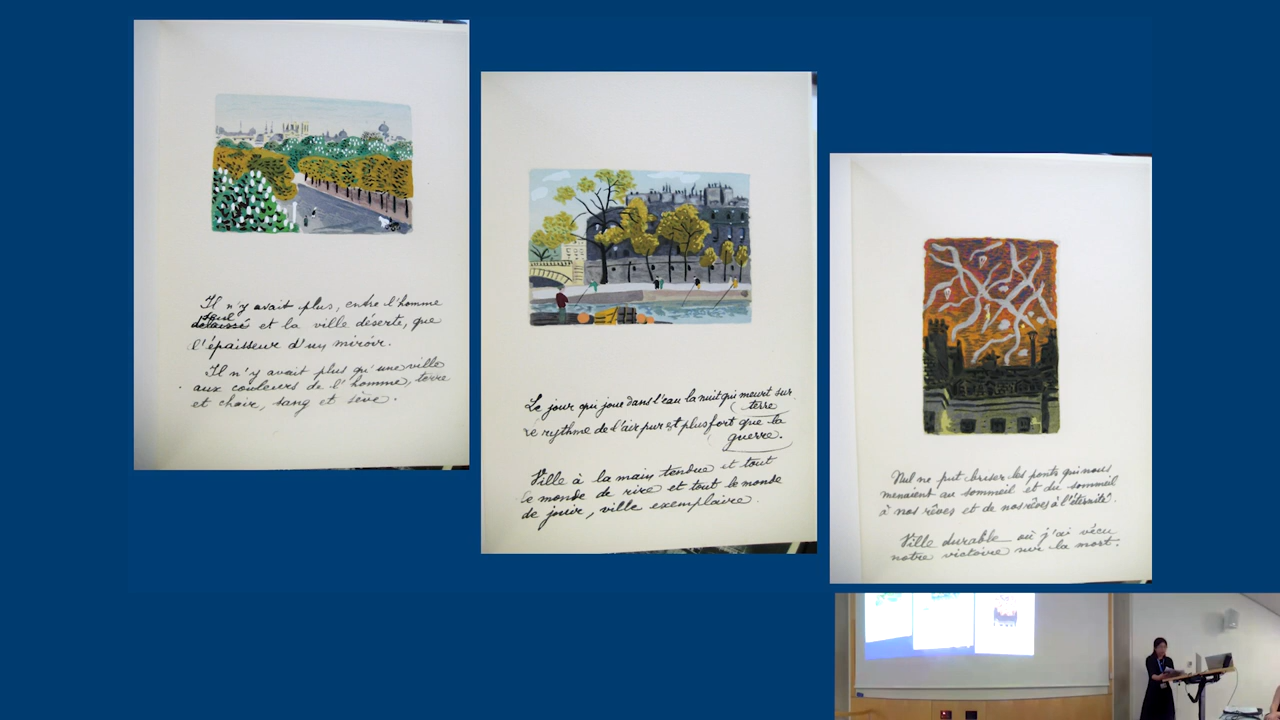 Il n'y avait plus, entre l'homme
seul
délaissé et la ville déserte, que
l'épaisseur d'un miroir.
Il n'y avait plus qu'une ville
aux couleurs de l'homme, terre
et chair, sang et sève.
Le jour qui joue dans l'eau la nuit qui meurt sur
terre
Le rythme de l'air pur est plus fort que la
guerre.
Ville à la main tendue et tout
le monde de rire et tout le monde
de jouir, ville exemplaire.
Nul ne put briser les ponts qui nous
menaient au sommeil et du sommeil
à nos rêves et de nos rêves à l'éternité.
Ville durable où j'ai vécu
notre victoire sur la mort.